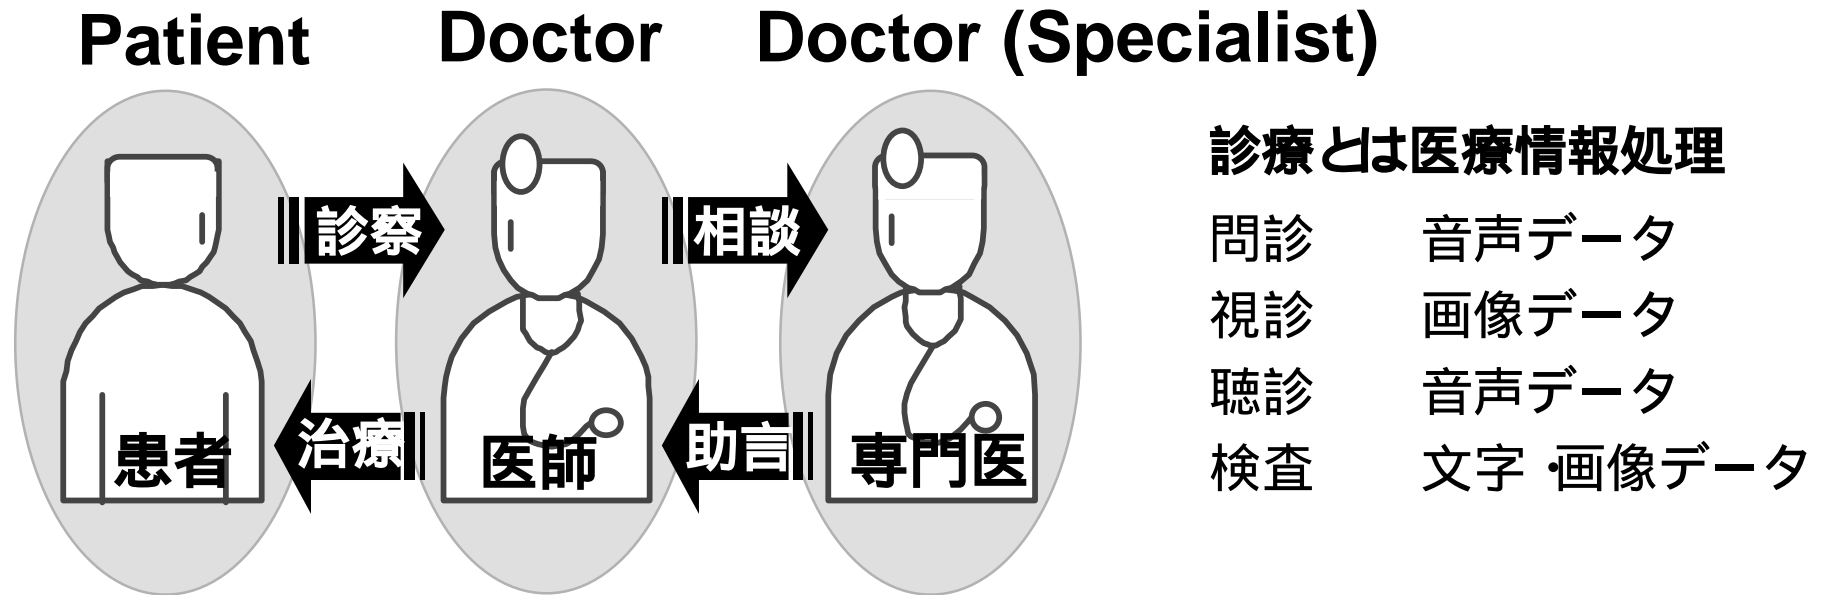 Patient Doctor Doctor (Specialist)
診療とは医療情報処理
診察 相談
問診 音声データ
視診 画像データ
聴診 音声データ
治療 助言
患者 医師 専門医
検査 文字・画像データ